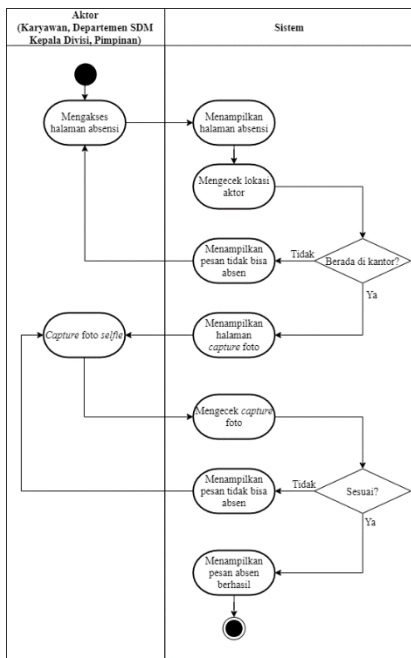 Aktor
(Karyawan, Departemen SDM
Kepala Divisi, Pimpinan)
Sistem
Mengakses
halaman absensi
Menampilkan
halaman absensi
Mengecek lokasi
aktor
Menampilkan
pesan tidak bisa
absen
Tidak
Berada di kantor?
Ya
Capture foto selfie
Menampilkan
halaman
capture foto
Mengecek capture
foto
Menampilkan
pesan tidak bisa
absen
Tidak
Sesuai?
Ya
Menampilkan
pesan absen
berhasil